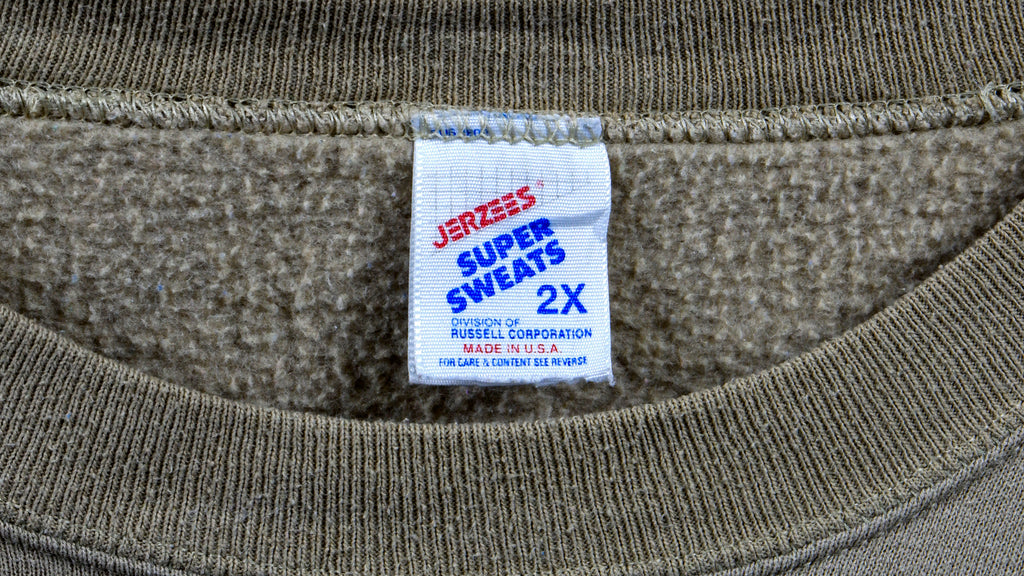 JERZEES
SUPER
SWEATS
2X
DIVISION OF
RUSSELL CORPORATION
MADE IN U.S.A.
FOR CARE & CONTENT SEE REVERSE